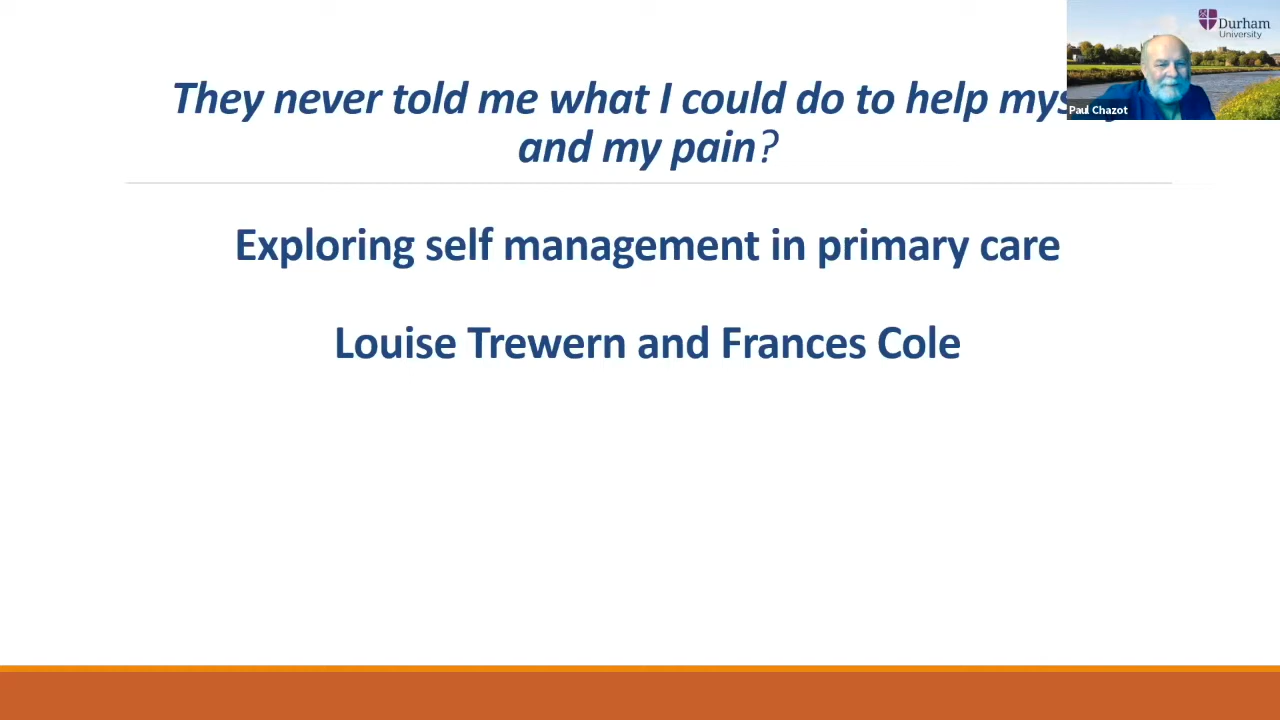 They never told me what I could do to help
and my pain?
Exploring self management in primary care
Louise Trewern and Frances Cole
Durham
University
Paul Chazot